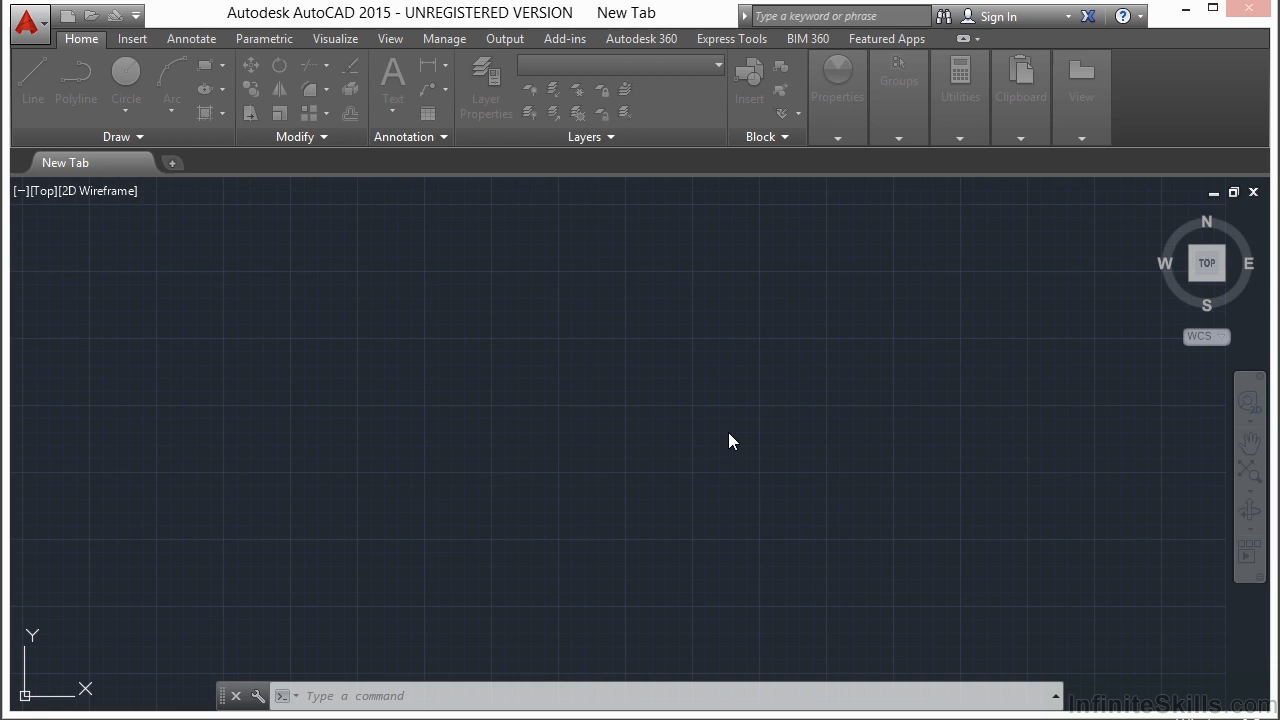 Autodesk AutoCAD 2015 - UNREGISTERED VERSION New Tab
Type a keyword or phrase
Sign In
Home Insert Annotate Parametric Visualize View Manage Output Add-ins Autodesk 360 Express Tools BIM 360 Featured Apps
Line Polyline Circle Arc
Text
Layer
Properties
Insert
Properties
Groups
Utilities
Clipboard
View
Draw Modify Annotation Layers Block
New Tab
[−][Top][2D Wireframe]
N
W TOP E
S
WCS
2D
Y
X
Type a command
InfiniteSkills.com